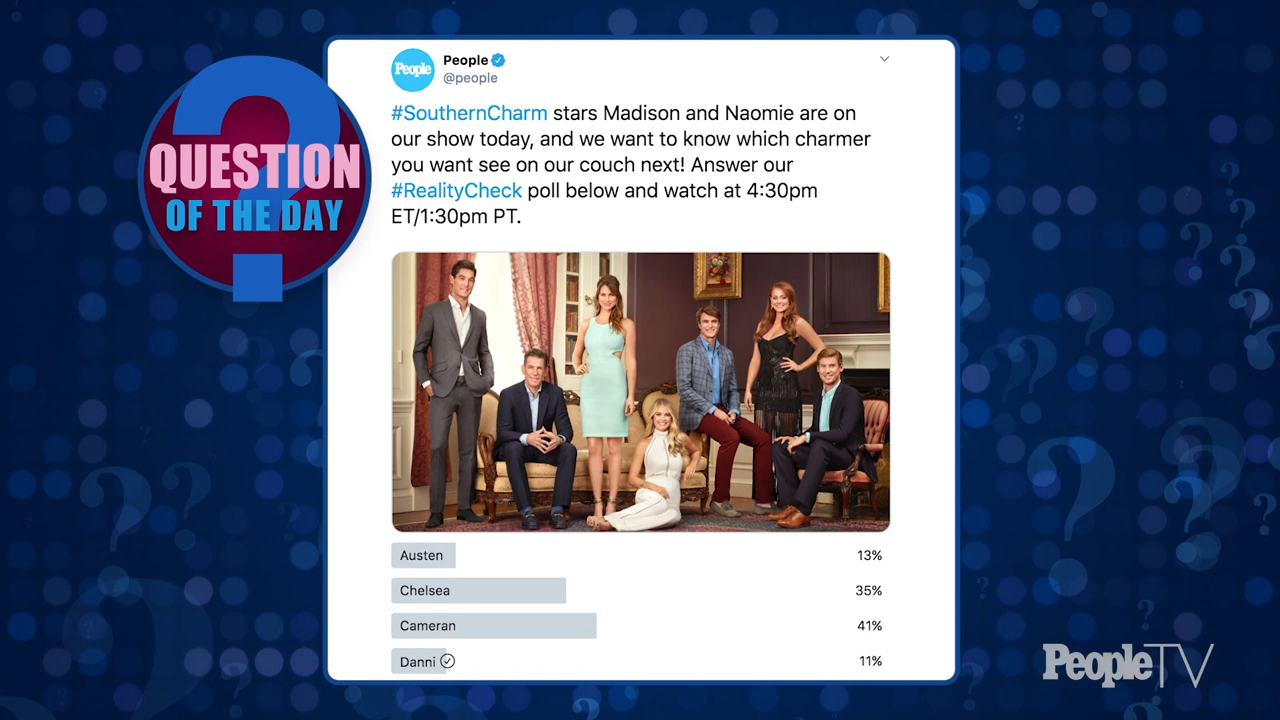 ?
QUESTION
OF THE DAY
People
People
@people
#SouthernCharm stars Madison and Naomie are on
our show today, and we want to know which charmer
you want see on our couch next! Answer our
#RealityCheck poll below and watch at 4:30pm
ET/1:30pm PT.
Austen 13%
Chelsea 35%
Cameran 41%
Danni 11%
PeopleTV